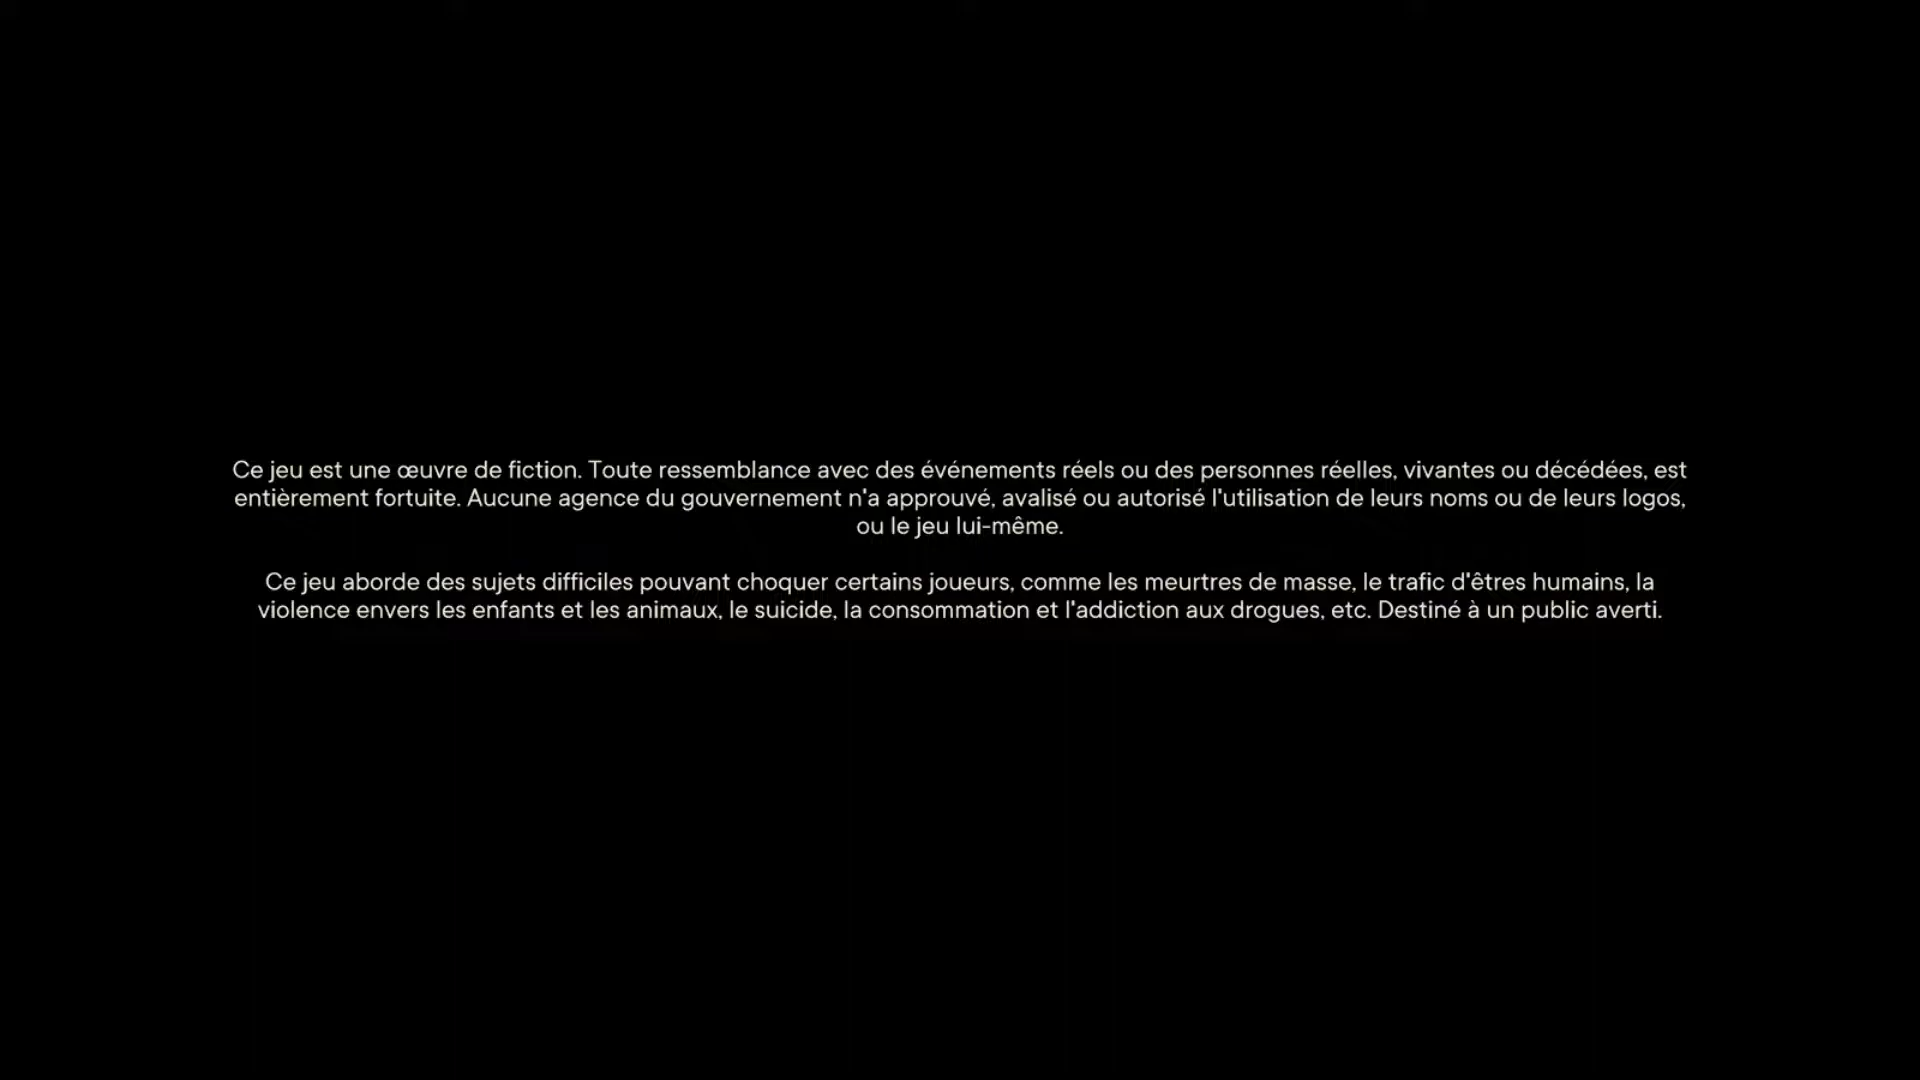 Ce jeu est une œuvre de fiction. Toute ressemblance avec des événements réels ou des personnes réelles, vivantes ou décédées, est
entièrement fortuite. Aucune agence du gouvernement n'a approuvé, avalisé ou autorisé l'utilisation de leurs noms ou de leurs logos,
ou le jeu lui-même.
Ce jeu aborde des sujets difficiles pouvant choquer certains joueurs, comme les meurtres de masse, le trafic d'êtres humains, la
violence envers les enfants et les animaux, le suicide, la consommation et l'addiction aux drogues, etc. Destiné à un public averti.